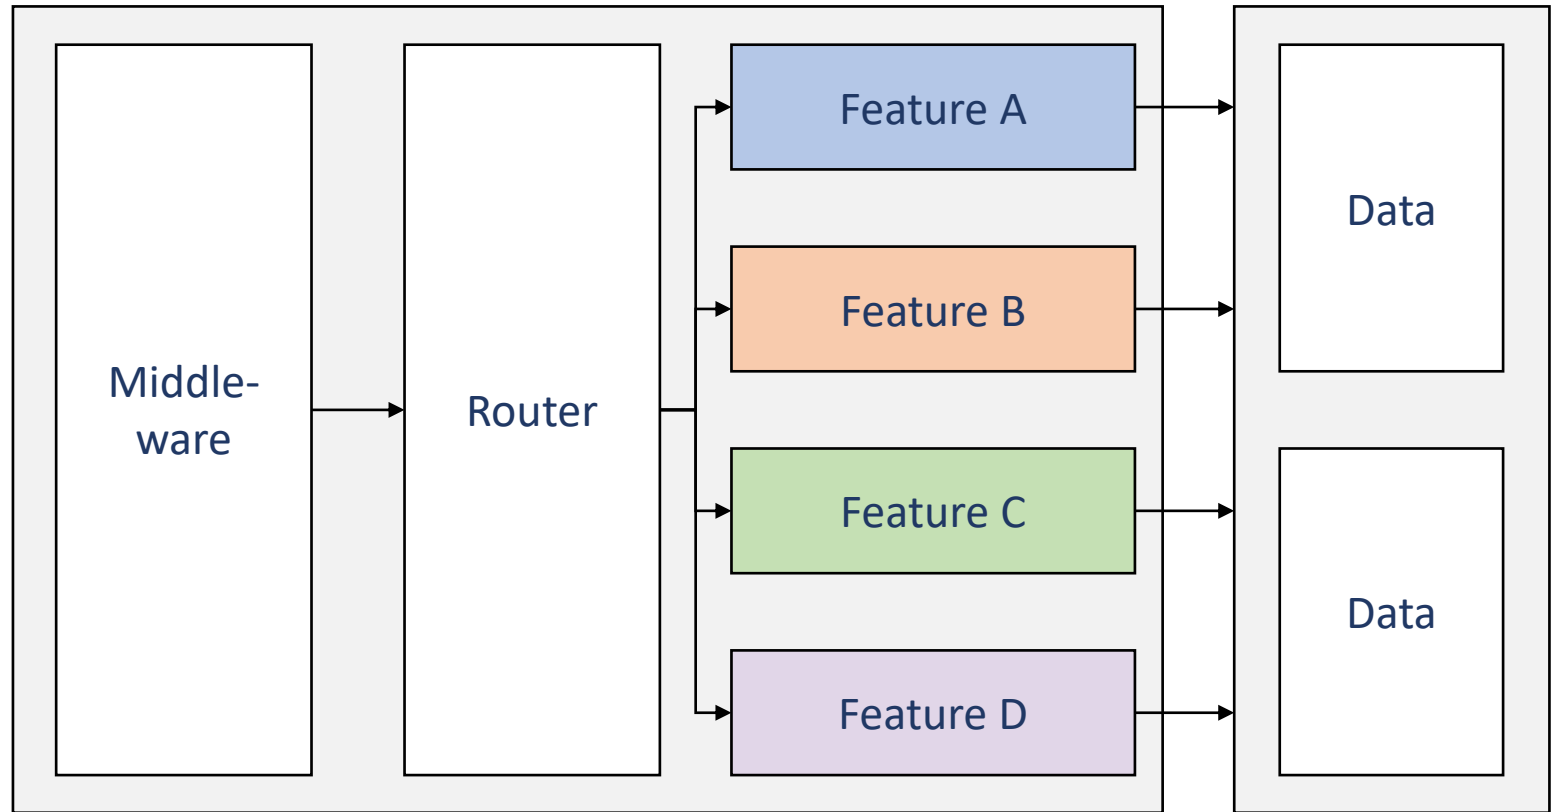 Middle-
ware
Router
Feature A
Feature B
Feature C
Feature D
Data
Data